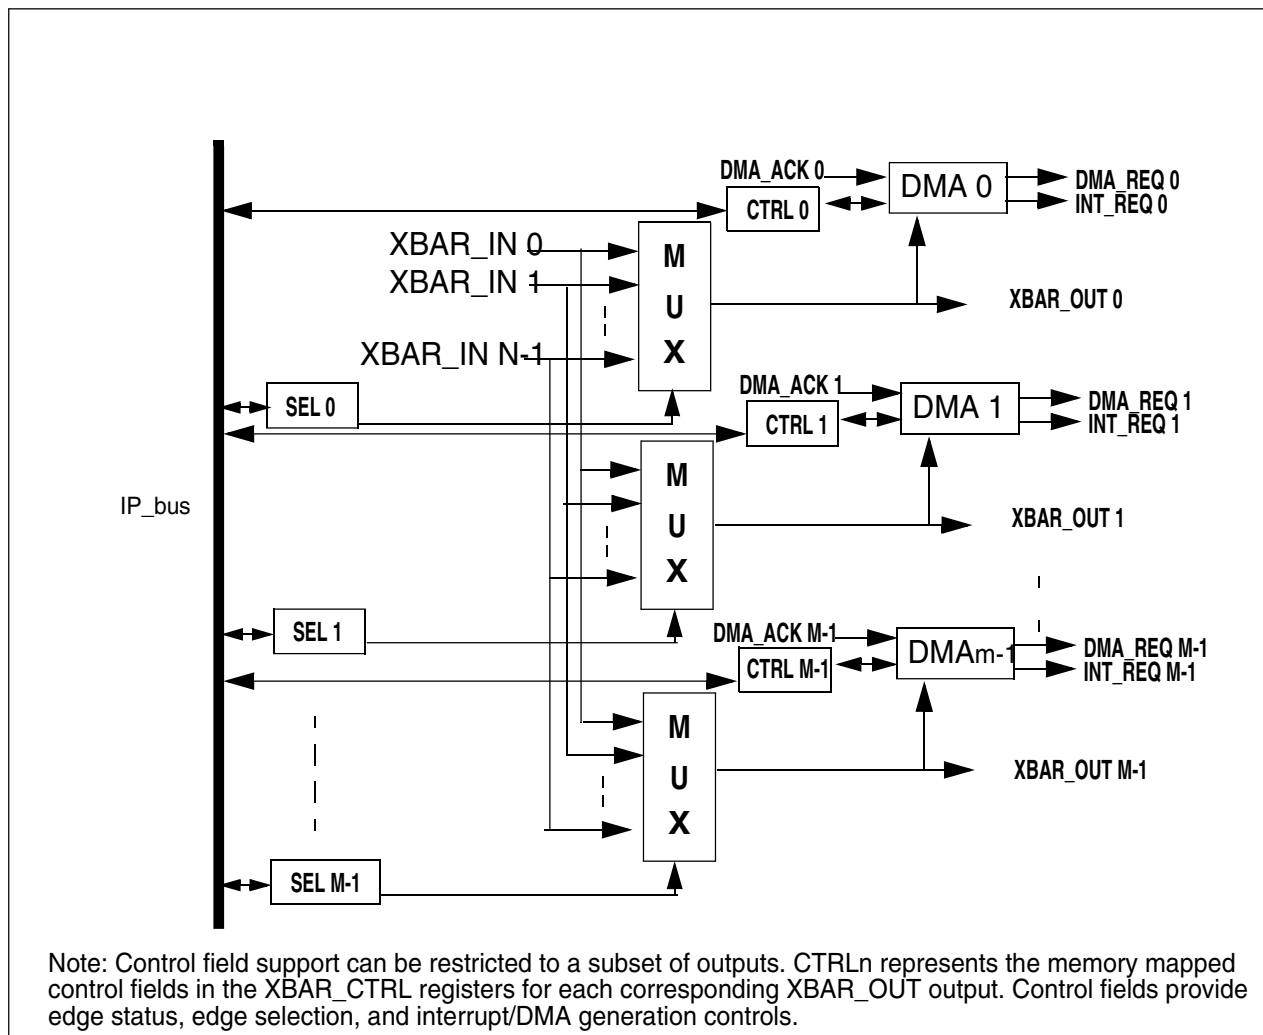 DMA_ACK 0
DMA 0
DMA_REQ 0
INT_REQ 0
CTRL 0
XBAR_IN 0
XBAR_IN 1
XBAR_IN N-1
M
U
X
XBAR_OUT 0
SEL 0
DMA_ACK 1
DMA 1
DMA_REQ 1
INT_REQ 1
CTRL 1
IP_bus
M
U
X
XBAR_OUT 1
SEL 1
DMA_ACK M-1
DMAm-1
DMA_REQ M-1
INT_REQ M-1
CTRL M-1
M
U
X
XBAR_OUT M-1
SEL M-1
Note: Control field support can be restricted to a subset of outputs. CTRLn represents the memory mapped
control fields in the XBAR_CTRL registers for each corresponding XBAR_OUT output. Control fields provide
edge status, edge selection, and interrupt/DMA generation controls.